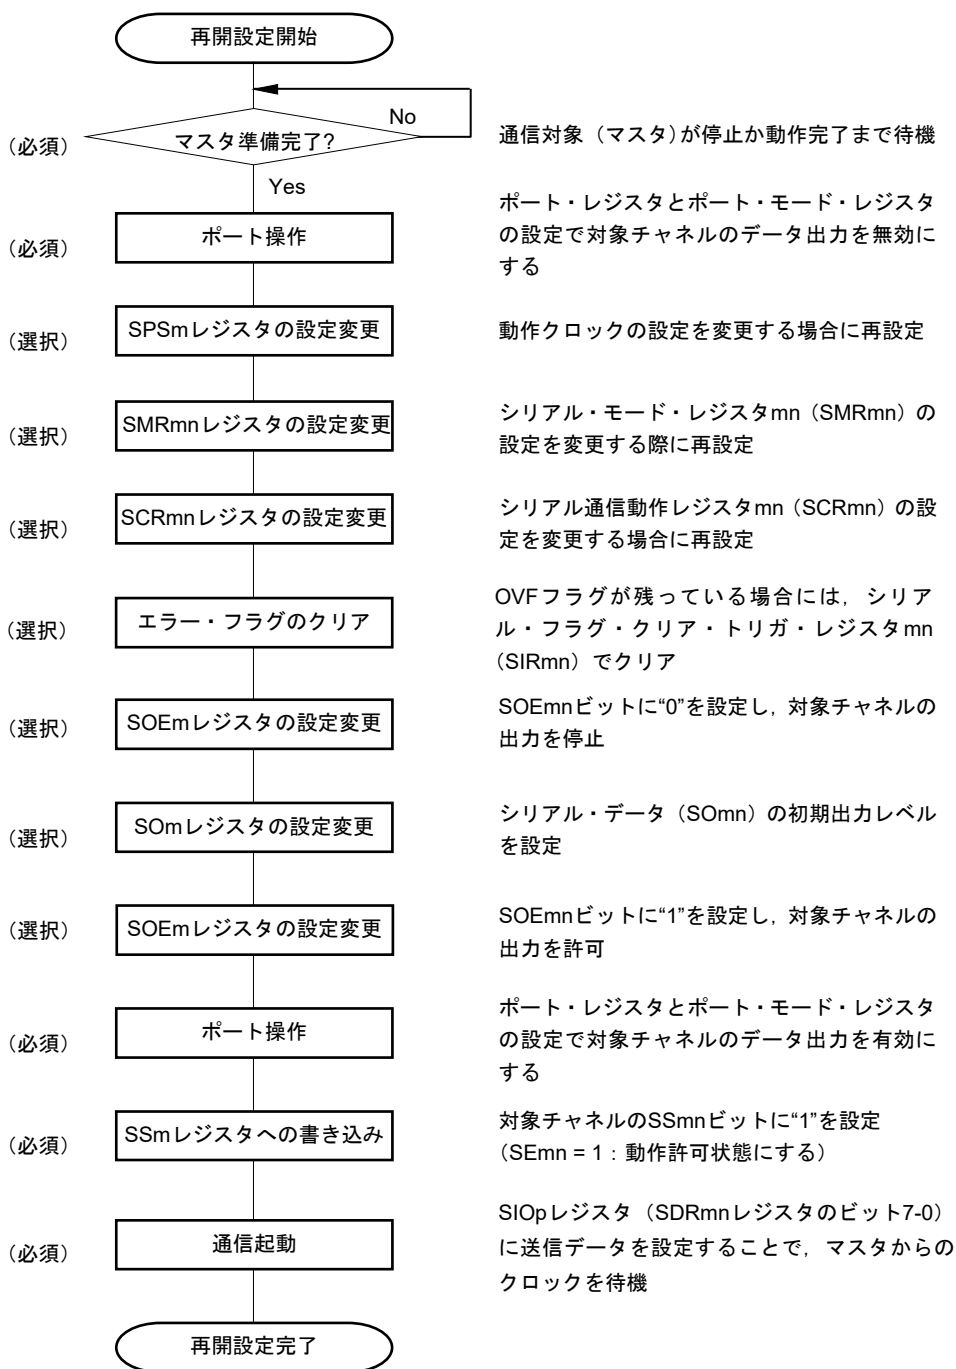 再開設定開始
No
（必須）
マスタ準備完了?
通信対象（マスタ）が停止か動作完了まで待機
Yes
（必須）
ポート操作
ポート・レジスタとポート・モード・レジスタ
の設定で対象チャネルのデータ出力を無効に
する
（選択）
SPSmレジスタの設定変更
動作クロックの設定を変更する場合に再設定
（選択）
SMRmnレジスタの設定変更
シリアル・モード・レジスタmn（SMRmn）の
設定を変更する際に再設定
（選択）
SCRmnレジスタの設定変更
シリアル通信動作レジスタmn（SCRmn）の設
定を変更する場合に再設定
（選択）
エラー・フラグのクリア
OVFフラグが残っている場合には，シリア
ル・フラグ・クリア・トリガ・レジスタmn
（SIRmn）でクリア
（選択）
SOEmレジスタの設定変更
SOEmnビットに“0”を設定し，対象チャネルの
出力を停止
（選択）
SOmレジスタの設定変更
シリアル・データ（SOmn）の初期出力レベル
を設定
（選択）
SOEmレジスタの設定変更
SOEmnビットに“1”を設定し，対象チャネルの
出力を許可
（必須）
ポート操作
ポート・レジスタとポート・モード・レジスタ
の設定で対象チャネルのデータ出力を有効に
する
（必須）
SSmレジスタへの書き込み
対象チャネルのSSmnビットに“1”を設定
（SEmn = 1：動作許可状態にする）
（必須）
通信起動
SIOpレジスタ（SDRmnレジスタのビット7-0）
に送信データを設定することで，マスタからの
クロックを待機
再開設定完了